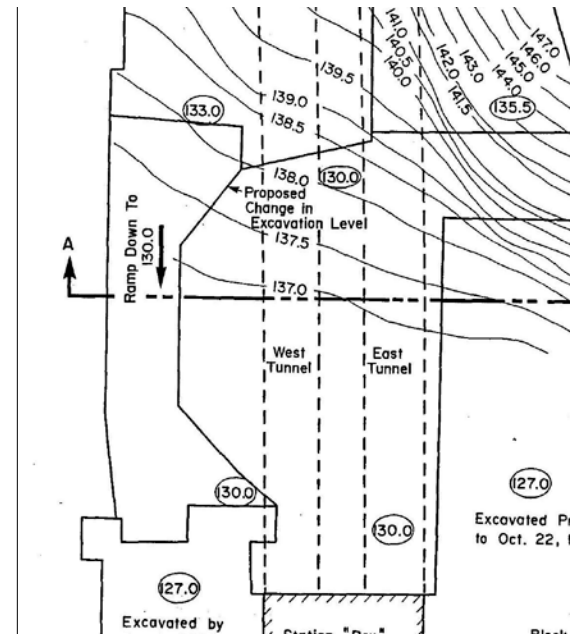 141.0
140.5
140.0
142.0
143.0
141.5
144.0
145.0
146.0
147.0
139.5
139.0
138.5
133.0
135.5
138.0
130.0
Proposed
Change in
Excavation Level
137.5
A
Ramp Down To
130.0
137.0
West
Tunnel
East
Tunnel
130.0
127.0
130.0
Excavated
to Oct. 22,
127.0
Excavated by
Station "Box"
Block